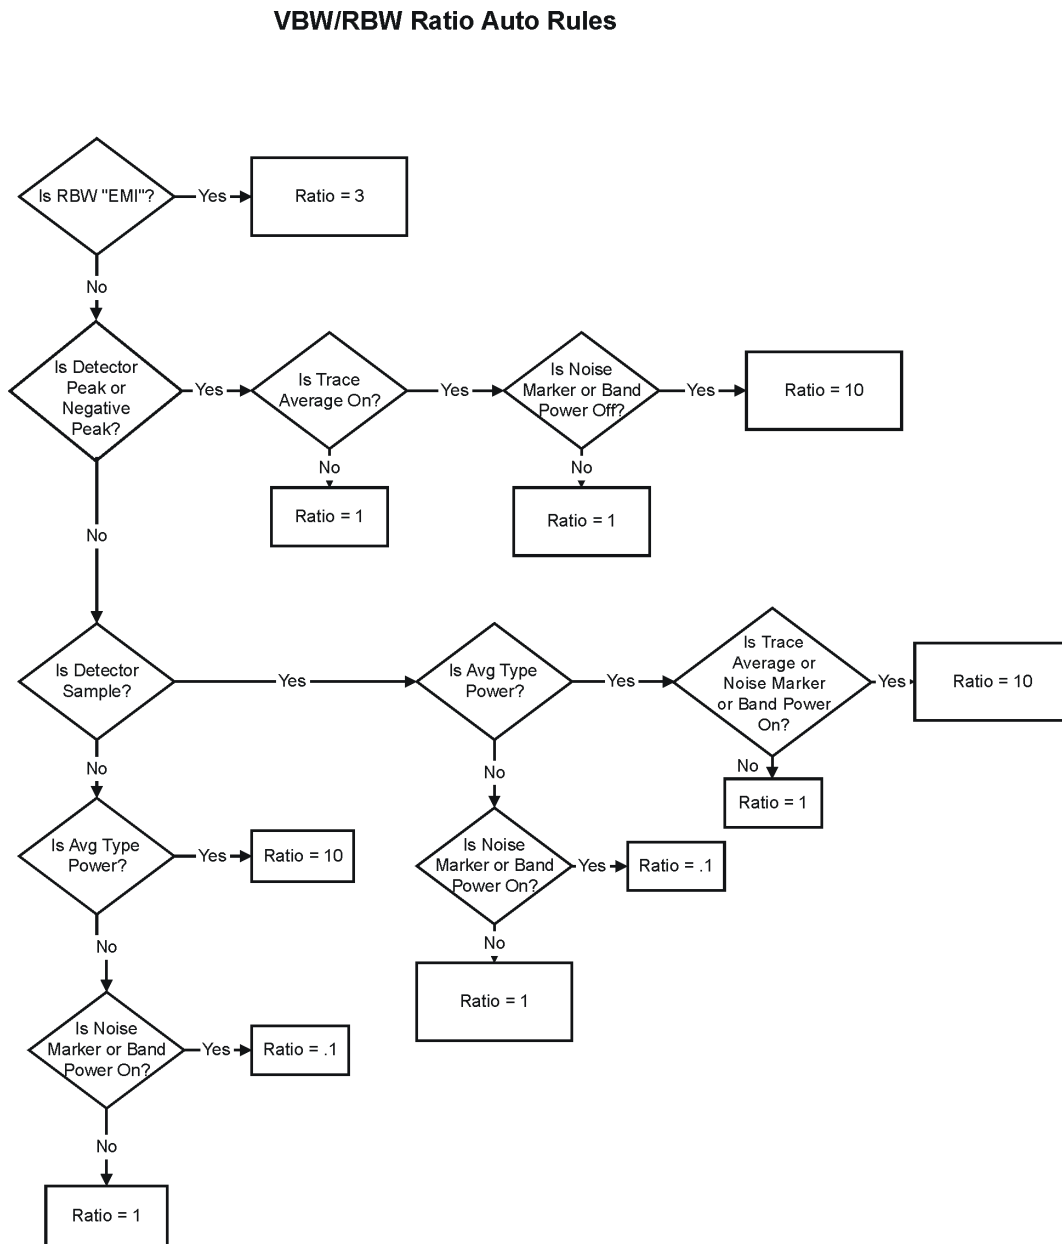 VBW/RBW Ratio Auto Rules
Is RBW "EMI"?
Yes
Ratio = 3
No
Is Detector
Peak or
Negative
Peak?
Yes
Is Trace
Average On?
Yes
Is Noise
Marker or Band
Power Off?
Yes
Ratio = 10
No
Ratio = 1
No
Ratio = 1
No
Is Detector
Sample?
Yes
Is Avg Type
Power?
Yes
Is Trace
Average or
Noise Marker
or Band Power
On?
Yes
Ratio = 10
No
Ratio = 1
No
Is Noise
Marker or Band
Power On?
Yes
Ratio = .1
No
Ratio = 1
No
Is Avg Type
Power?
Yes
Ratio = 10
No
Is Noise
Marker or Band
Power On?
Yes
Ratio = .1
No
Ratio = 1